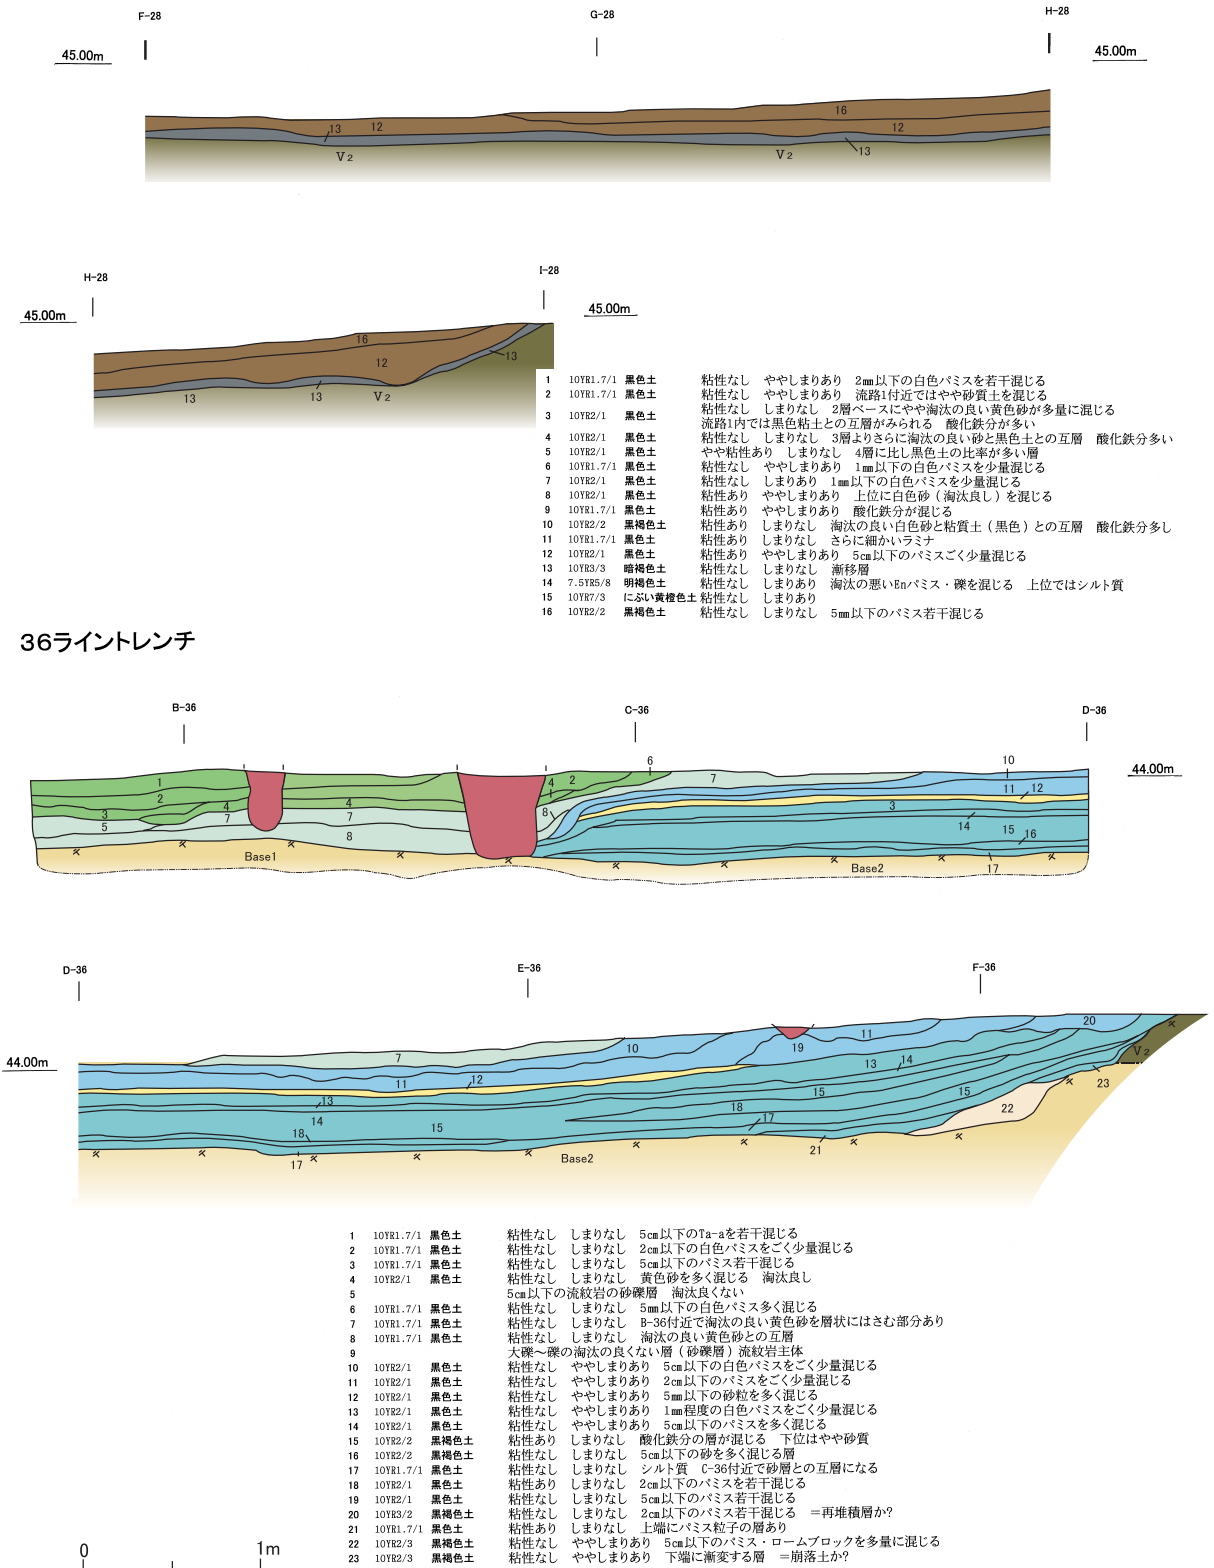 F-28 G-28 H-28
45.00m 45.00m
16
13 12 12
V2 V2 13
H-28 I-28
45.00m 45.00m
16
12 13
13 13 V2
1 10YR1.7/1 黒色土 粘性なし ややしまりあり 2mm以下の白色パミスを若干混じる
2 10YR1.7/1 黒色土 粘性なし ややしまりあり 流路1付近ではやや砂質土を混じる
3 10YR2/1 黒色土 粘性なし しまりなし 2層ベースにやや淘汰の良い黄色砂が多量に混じる
流路1内では黒色粘土との互層がみられる 酸化鉄分が多い
4 10YR2/1 黒色土 粘性なし しまりなし 3層よりさらに淘汰の良い砂と黒色土との互層 酸化鉄分多い
5 10YR2/1 黒色土 やや粘性あり しまりなし 4層に比し黒色土の比率が多い層
6 10YR1.7/1 黒色土 粘性なし ややしまりあり 1mm以下の白色パミスを少量混じる
7 10YR2/1 黒色土 粘性なし しまりあり 1mm以下の白色パミスを少量混じる
8 10YR2/1 黒色土 粘性あり ややしまりあり 上位に白色砂(淘汰良し)を混じる
9 10YR1.7/1 黒色土 粘性あり ややしまりあり 酸化鉄分が混じる
10 10YR2/2 黒褐色土 粘性あり しまりなし 淘汰の良い白色砂と粘質土(黒色)との互層 酸化鉄分多し
11 10YR1.7/1 黒色土 粘性あり しまりなし さらに細かいラミナ
12 10YR2/1 黒色土 粘性あり ややしまりあり 5cm以下のパミスごく少量混じる
13 10YR3/3 暗褐色土 粘性なし しまりなし 漸移層
14 7.5YR5/8 明褐色土 粘性なし しまりあり 淘汰の悪いEnパミス・礫を混じる 上位ではシルト質
15 10YR7/3 にぶい黄橙色土 粘性なし しまりあり
16 10YR2/2 黒褐色土 粘性なし しまりなし 5mm以下のパミス若干混じる
36ライントレンチ
B-36 C-36 D-36
44.00m
6 10
1 4 2 7
2 4 4 11 12
3 7 7 8 3
5 8 14 15 16
Base1 Base2 17
D-36 E-36 F-36
44.00m
20
7 10 19 11
11 12 13 14 V2
13 15 15 23
14 18 22
18 15 17
17 Base2 21
1 10YR1.7/1 黒色土 粘性なし しまりなし 5cm以下のTa-aを若干混じる
2 10YR1.7/1 黒色土 粘性なし しまりなし 2cm以下の白色パミスをごく少量混じる
3 10YR1.7/1 黒色土 粘性なし しまりなし 5cm以下のパミス若干混じる
4 10YR2/1 黒色土 粘性なし しまりなし 黄色砂を多く混じる 淘汰良し
5 5cm以下の流紋岩の砂礫層 淘汰良くない
6 10YR1.7/1 黒色土 粘性なし しまりなし 5mm以下の白色パミス多く混じる
7 10YR1.7/1 黒色土 粘性なし しまりなし B-36付近で淘汰の良い黄色砂を層状にはさむ部分あり
8 10YR1.7/1 黒色土 粘性なし しまりなし 淘汰の良い黄色砂との互層
9 大礫～礫の淘汰の良くない層(砂礫層)流紋岩主体
10 10YR2/1 黒色土 粘性なし ややしまりあり 5cm以下の白色パミスをごく少量混じる
11 10YR2/1 黒色土 粘性なし ややしまりあり 2cm以下のパミスをごく少量混じる
12 10YR2/1 黒色土 粘性なし ややしまりあり 5mm以下の砂粒を多く混じる
13 10YR2/1 黒色土 粘性なし ややしまりあり 1mm程度の白色パミスをごく少量混じる
14 10YR2/1 黒色土 粘性なし ややしまりあり 5cm以下のパミスを多く混じる
15 10YR2/2 黒褐色土 粘性あり しまりなし 酸化鉄分の層が混じる 下位はやや砂質
16 10YR2/2 黒褐色土 粘性なし しまりなし 5cm以下の砂を多く混じる層
17 10YR1.7/1 黒色土 粘性なし しまりなし シルト質 C-36付近で砂層との互層になる
18 10YR2/1 黒色土 粘性あり しまりなし 2cm以下のパミスを若干混じる
19 10YR2/1 黒色土 粘性なし しまりなし 5cm以下のパミス若干混じる
20 10YR3/2 黒褐色土 粘性なし しまりなし 2cm以下のパミス若干混じる ＝再堆積層か?
21 10YR1.7/1 黒色土 粘性あり しまりなし 上端にパミス粒子の層あり
22 10YR2/3 黒褐色土 粘性なし ややしまりあり 5cm以下のパミス・ロームブロックを多量に混じる
23 10YR2/3 黒褐色土 粘性なし ややしまりあり 下端に漸変する層 ＝崩落土か?
0 1m